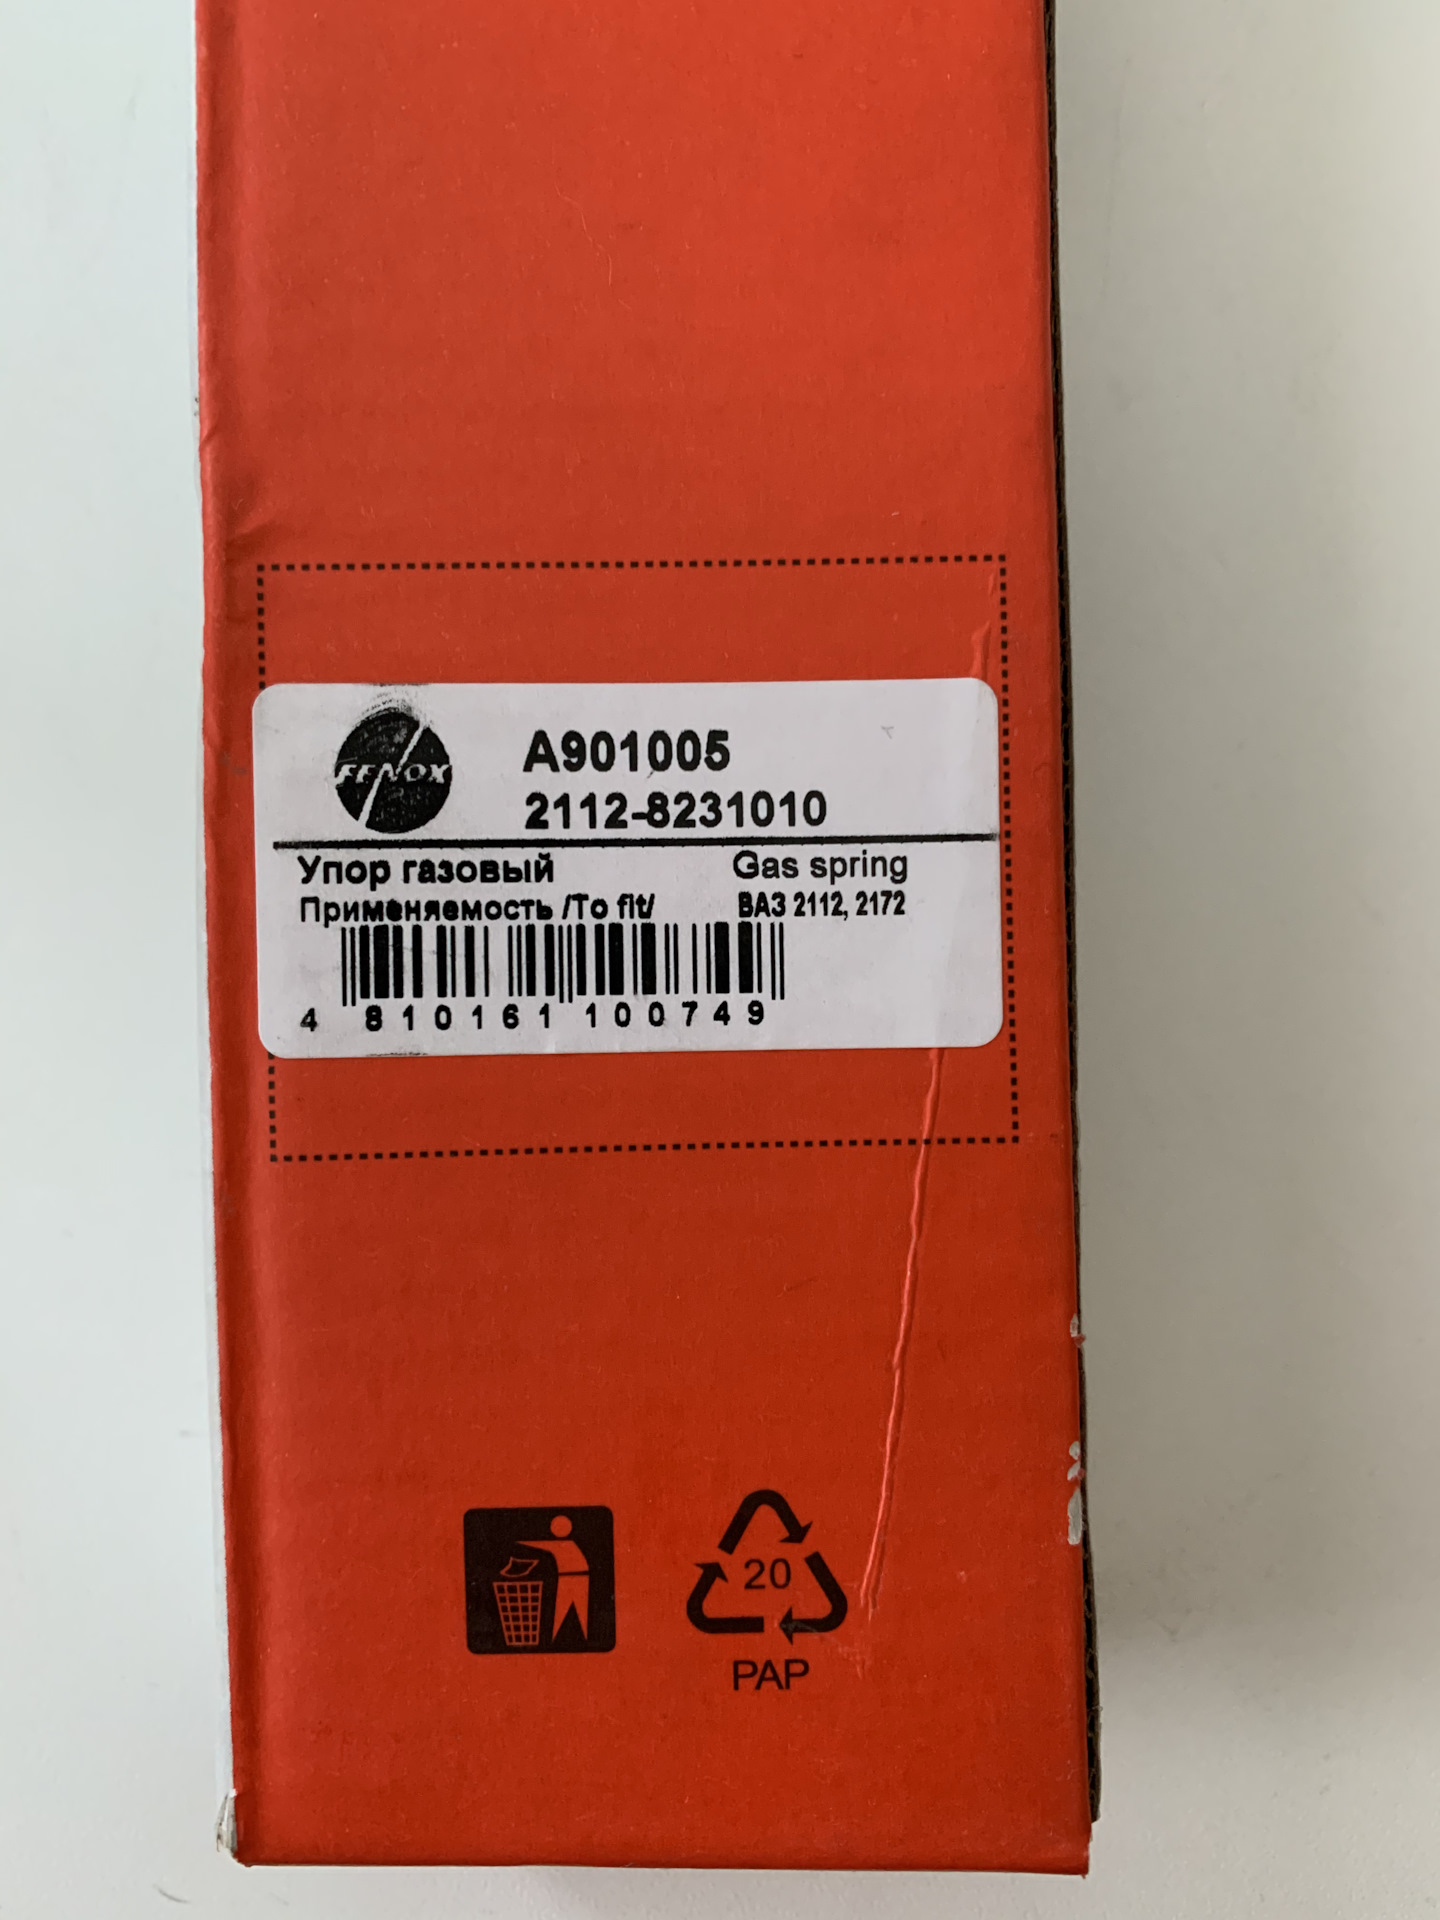 FENOX
A901005
2112-8231010
Упор газовый Gas spring
Применяемость /To fit/ ВАЗ 2112, 2172
4 810161 100749
20
PAP